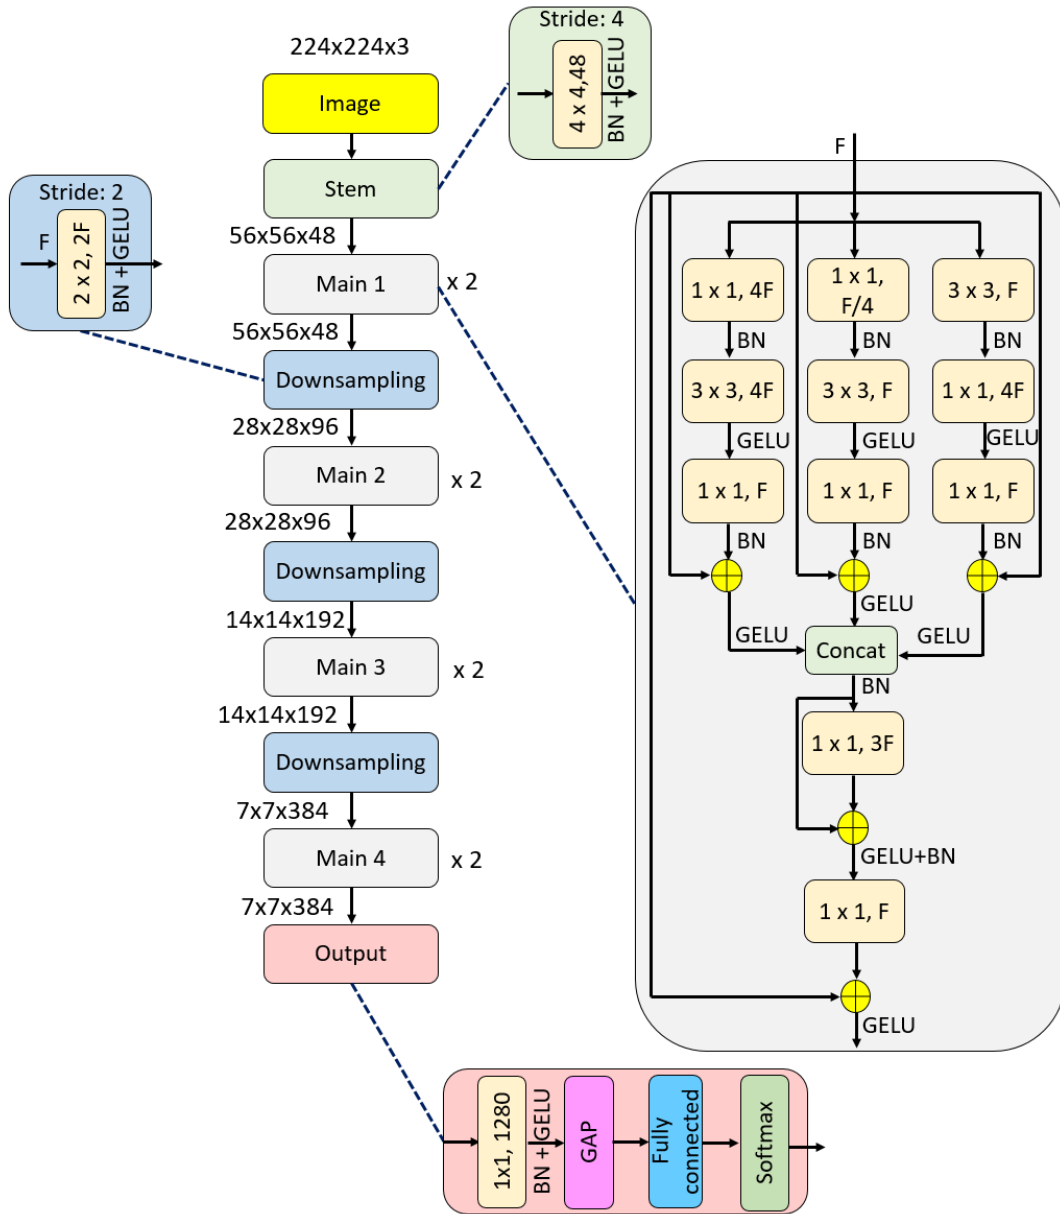 224x224x3
Image
Stem
56x56x48
Main 1
x 2
56x56x48
Downsampling
28x28x96
Main 2
x 2
28x28x96
Downsampling
14x14x192
Main 3
x 2
14x14x192
Downsampling
7x7x384
Main 4
x 2
7x7x384
Output
Stride: 4
4 x 4,48
BN + GELU
Stride: 2
F
2 x 2, 2F
BN + GELU
F
1 x 1, 4F
1 x 1,
F/4
3 x 3, F
BN
BN
BN
3 x 3, 4F
3 x 3, F
1 x 1, 4F
GELU
GELU
GELU
1 x 1, F
1 x 1, F
1 x 1, F
BN
BN
BN
GELU
GELU
GELU
Concat
BN
1 x 1, 3F
GELU+BN
1 x 1, F
GELU
1x1, 1280
BN + GELU
GAP
Fully
connected
Softmax